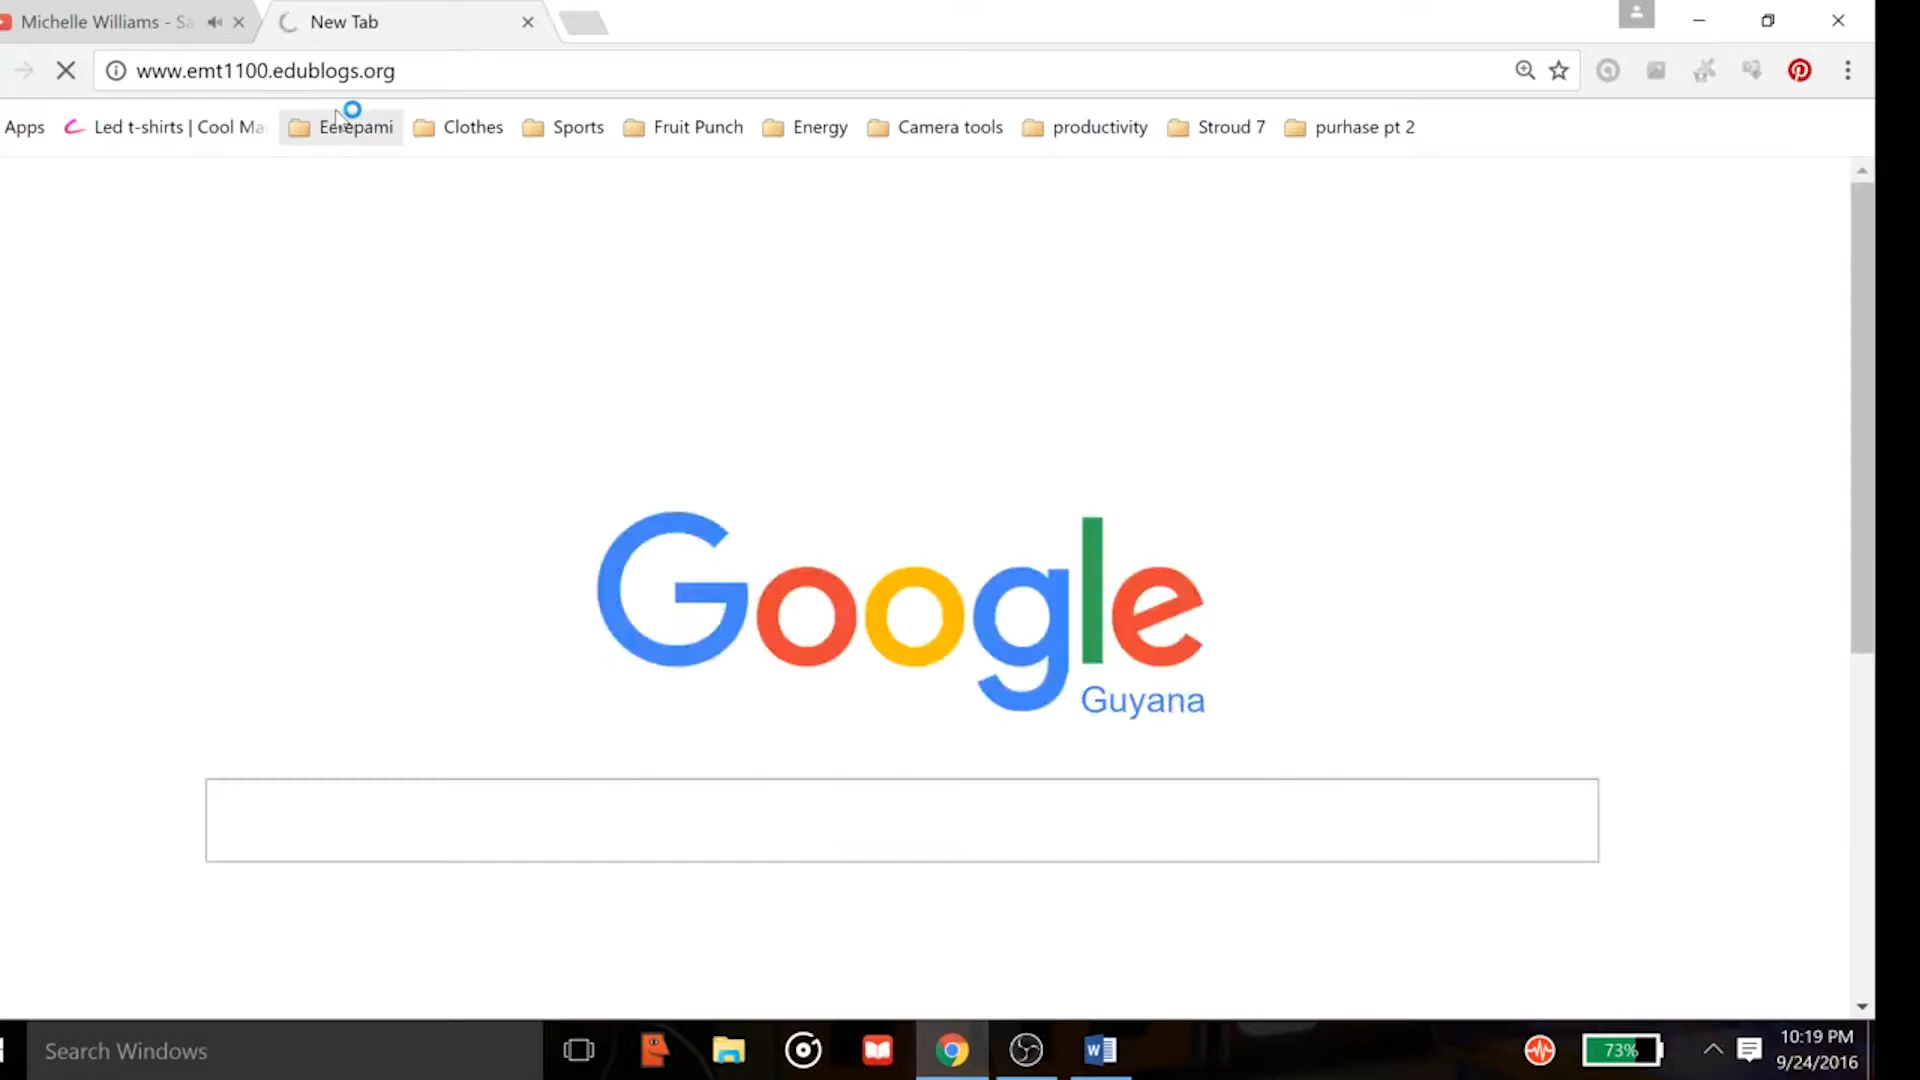 Michelle Williams - Sa
New Tab
www.emt1100.edublogs.org
Apps Led t-shirts | Cool Ma Clothes Sports Fruit Punch Energy Camera tools productivity Stroud 7 purhase pt 2
Google
Guyana
Search Windows
73%
10:19 PM
9/24/2016